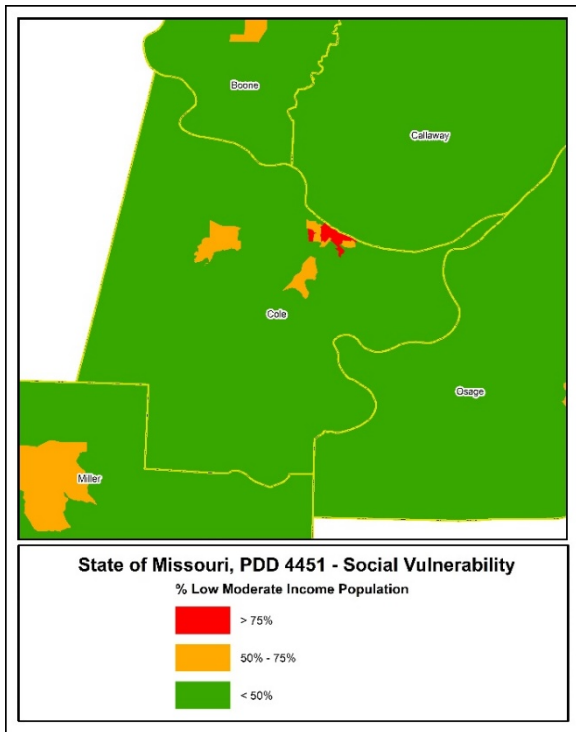 Boone
Callaway
Cole
Osage
Miller
State of Missouri, PDD 4451 - Social Vulnerability
% Low Moderate Income Population
> 75%
50% - 75%
< 50%